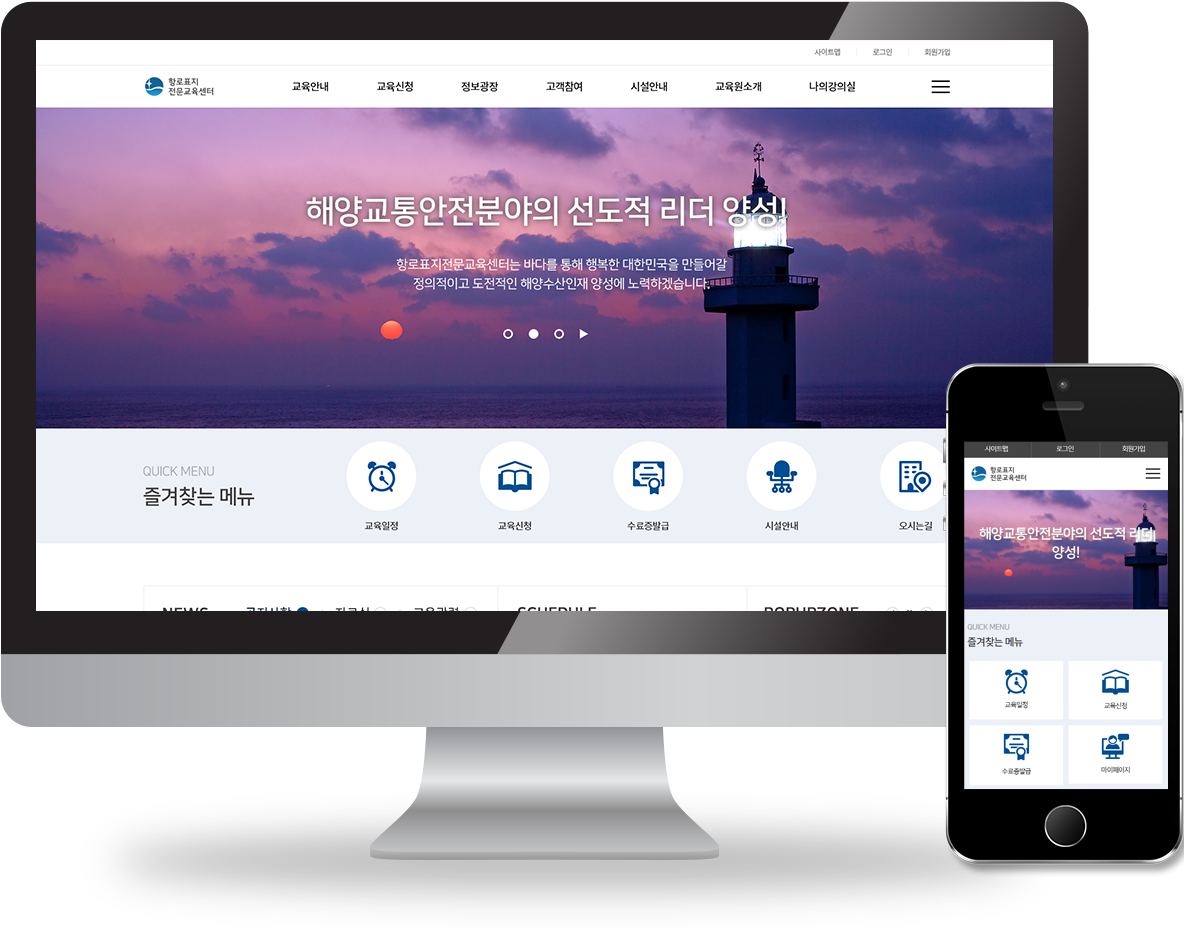 사이트맵 로그인 회원가입
항로표지
전문교육센터
교육안내 교육신청 정보광장 고객참여 시설안내 교육원소개 나의강의실
해양교통안전분야의 선도적 리더 양성!
항로표지전문교육센터는 바다를 통해 행복한 대한민국을 만들어갈
정의적이고 도전적인 해양수산인재 양성에 노력하겠습니다.
QUICK MENU
즐겨찾는 메뉴
교육일정 교육신청 수료증발급 시설안내 오시는길
NEWS 공지사항 자료실 교육관련 SCHEDULE POPUPZONE
사이트맵 로그인 회원가입
항로표지
전문교육센터
해양교통안전분야의 선도적 리더
양성!
QUICK MENU
즐겨찾는 메뉴
교육일정 교육신청
수료증발급 마이페이지